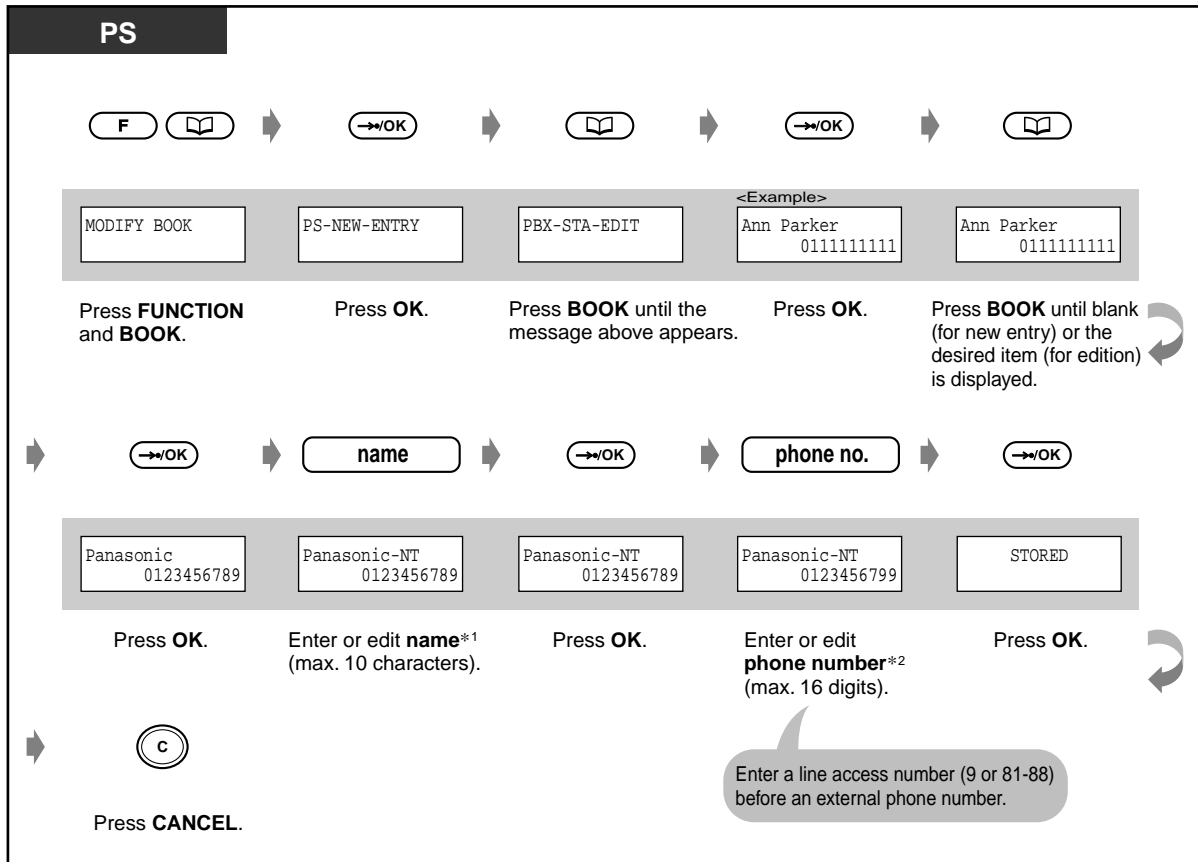 PS
F
→•/OK
→•/OK
<Example>
MODIFY BOOK
PS-NEW-ENTRY
PBX-STA-EDIT
Ann Parker
0111111111
Ann Parker
0111111111
Press FUNCTION
and BOOK.
Press OK.
Press BOOK until the
message above appears.
Press OK.
Press BOOK until blank
(for new entry) or the
desired item (for edition)
is displayed.
→•/OK
name
→•/OK
phone no.
→•/OK
Panasonic
0123456789
Panasonic-NT
0123456789
Panasonic-NT
0123456789
Panasonic-NT
0123456799
STORED
Press OK.
Enter or edit name*1
(max. 10 characters).
Press OK.
Enter or edit
phone number*2
(max. 16 digits).
Press OK.
C
Enter a line access number (9 or 81-88)
before an external phone number.
Press CANCEL.